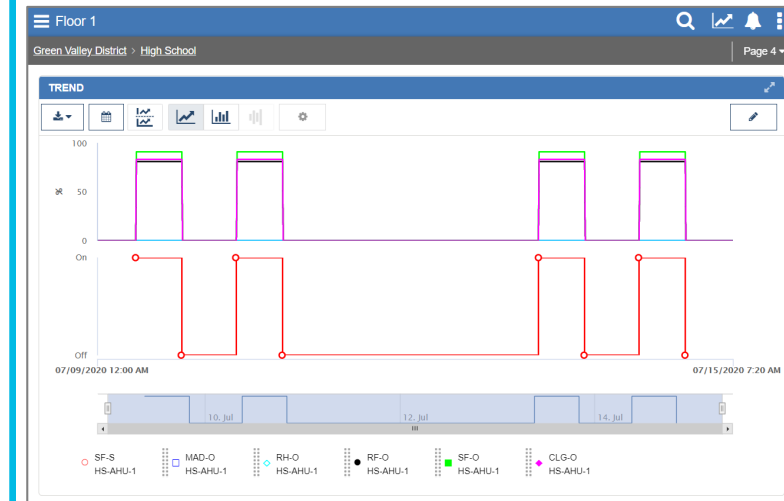 Floor 1
Green Valley District > High School
Page 4
TREND
100
%
50
0
On
Off
07/09/2020 12:00 AM
07/15/2020 7:20 AM
10. Jul
12. Jul
14. Jul
SF-S
HS-AHU-1
MAD-O
HS-AHU-1
RH-O
HS-AHU-1
RF-O
HS-AHU-1
SF-O
HS-AHU-1
CLG-O
HS-AHU-1